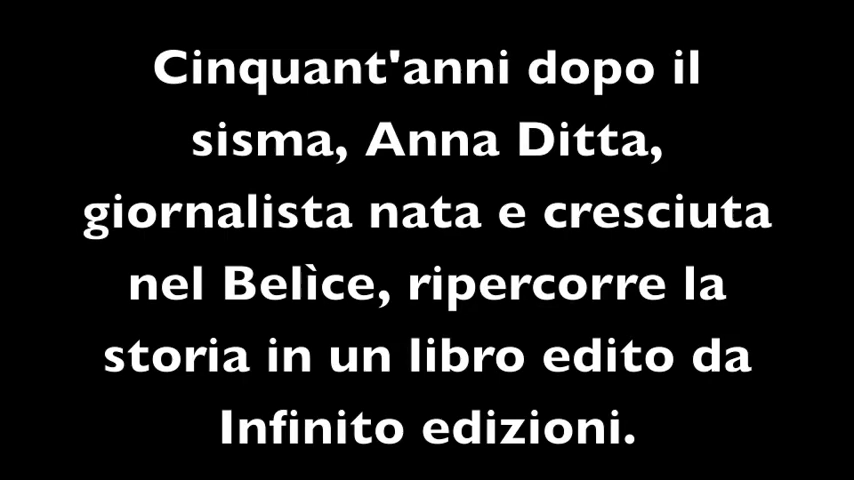 Cinquant'anni dopo il
sisma, Anna Ditta,
giornalista nata e cresciuta
nel Belìce, ripercorre la
storia in un libro edito da
Infinito edizioni.